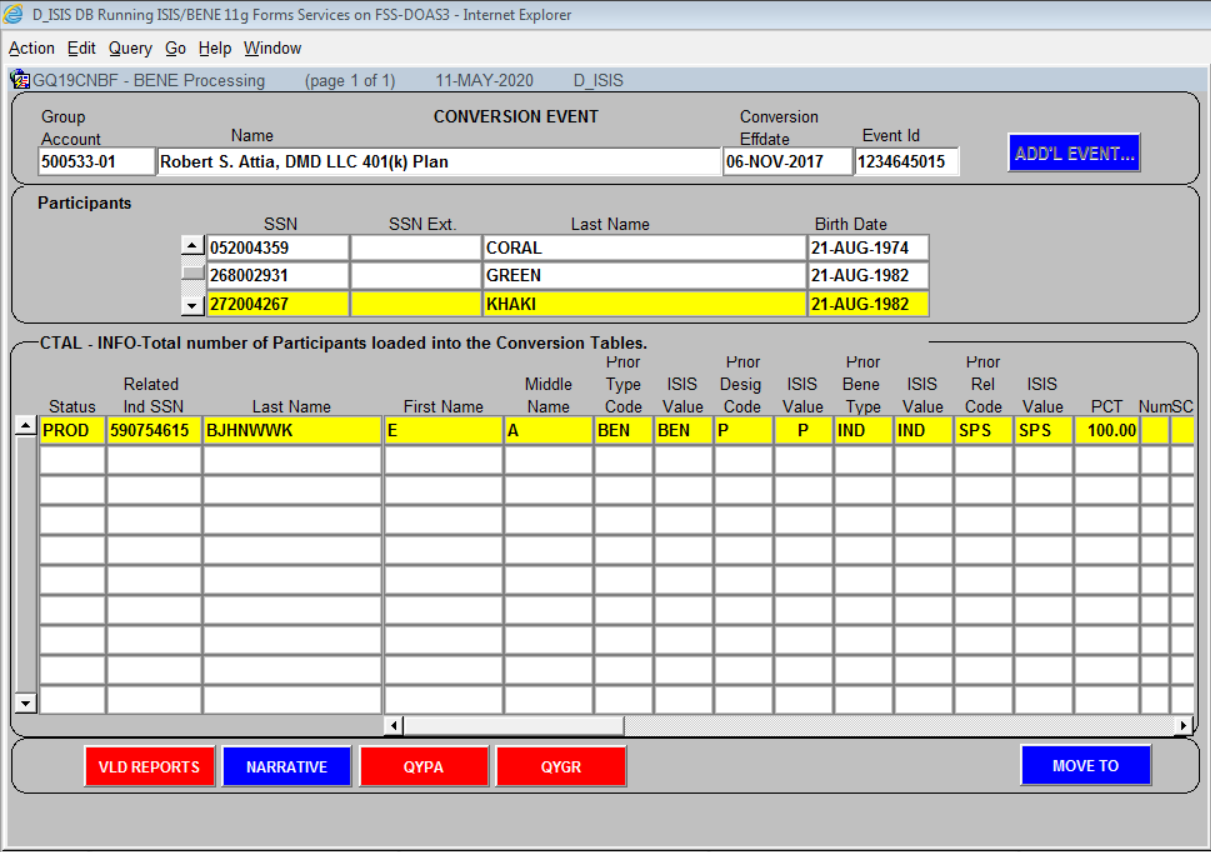 D_ISIS DB Running ISIS/BENE 11g Forms Services on FSS-DOAS3 - Internet Explorer
Action Edit Query Go Help Window
GQ19CNBF - BENE Processing (page 1 of 1) 11-MAY-2020 D_ISIS
Group CONVERSION EVENT Conversion
Account Name Effdate Event Id
500533-01 Robert S. Attia, DMD LLC 401(k) Plan 06-NOV-2017 1234645015 ADD'L EVENT...
Participants
SSN SSN Ext. Last Name Birth Date
052004359 CORAL 21-AUG-1974
268002931 GREEN 21-AUG-1982
272004267 KHAKI 21-AUG-1982
CTAL - INFO-Total number of Participants loaded into the Conversion Tables.
Prior Prior Prior Prior
Related Middle Type ISIS Desig ISIS Bene ISIS Rel ISIS
Status Ind SSN Last Name First Name Name Code Value Code Value Type Value Code Value PCT Num SC
PROD 590754615 BJHNWWK E A BEN BEN P P IND IND SPS SPS 100.00
VLD REPORTS NARRATIVE QYPA QYGR MOVE TO